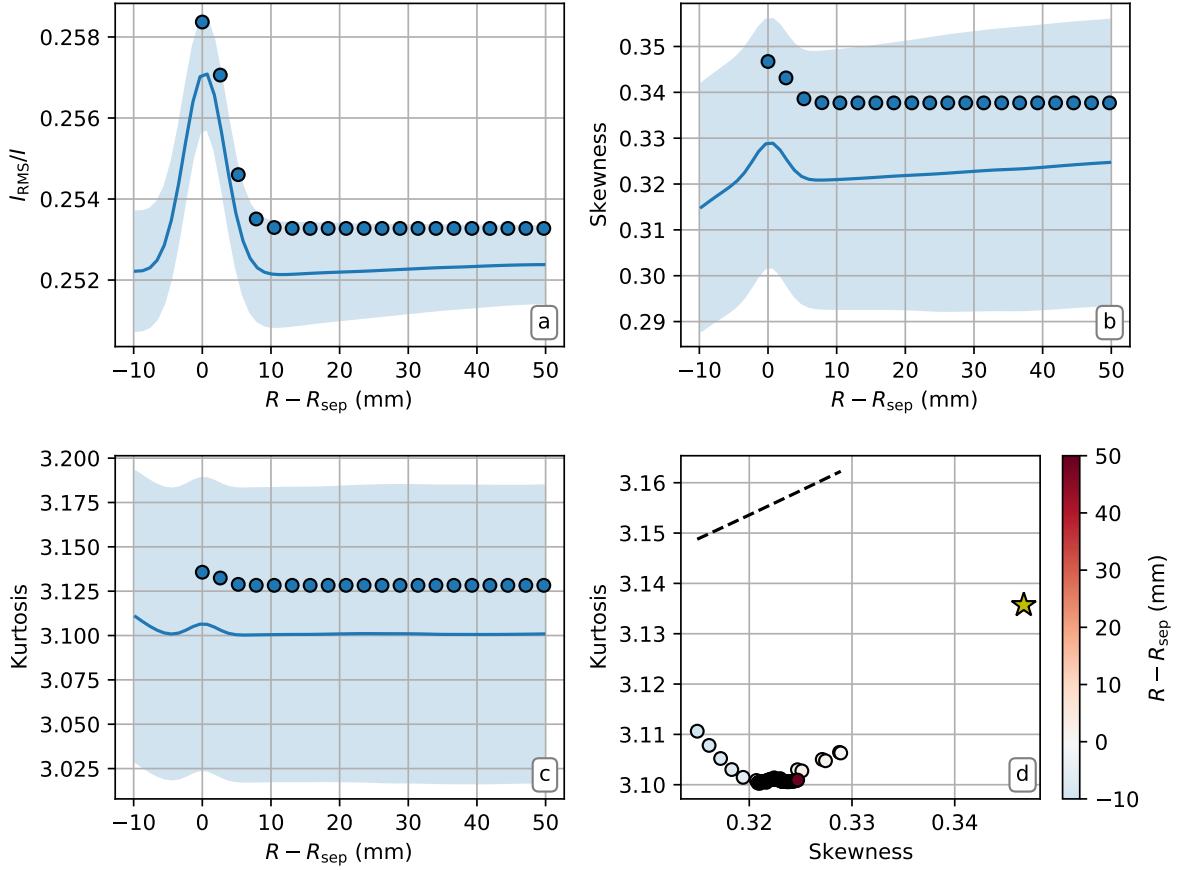 0.258
0.256
0.254
0.252
I_RMS/I
−10 0 10 20 30 40 50
R − R_sep (mm)
a
0.35
0.34
0.33
0.32
0.31
0.30
0.29
Skewness
−10 0 10 20 30 40 50
R − R_sep (mm)
b
3.200
3.175
3.150
3.125
3.100
3.075
3.050
3.025
Kurtosis
−10 0 10 20 30 40 50
R − R_sep (mm)
c
3.16
3.15
3.14
3.13
3.12
3.11
3.10
Kurtosis
0.32 0.33 0.34
Skewness
d
50
40
30
20
10
0
−10
R − R_sep (mm)